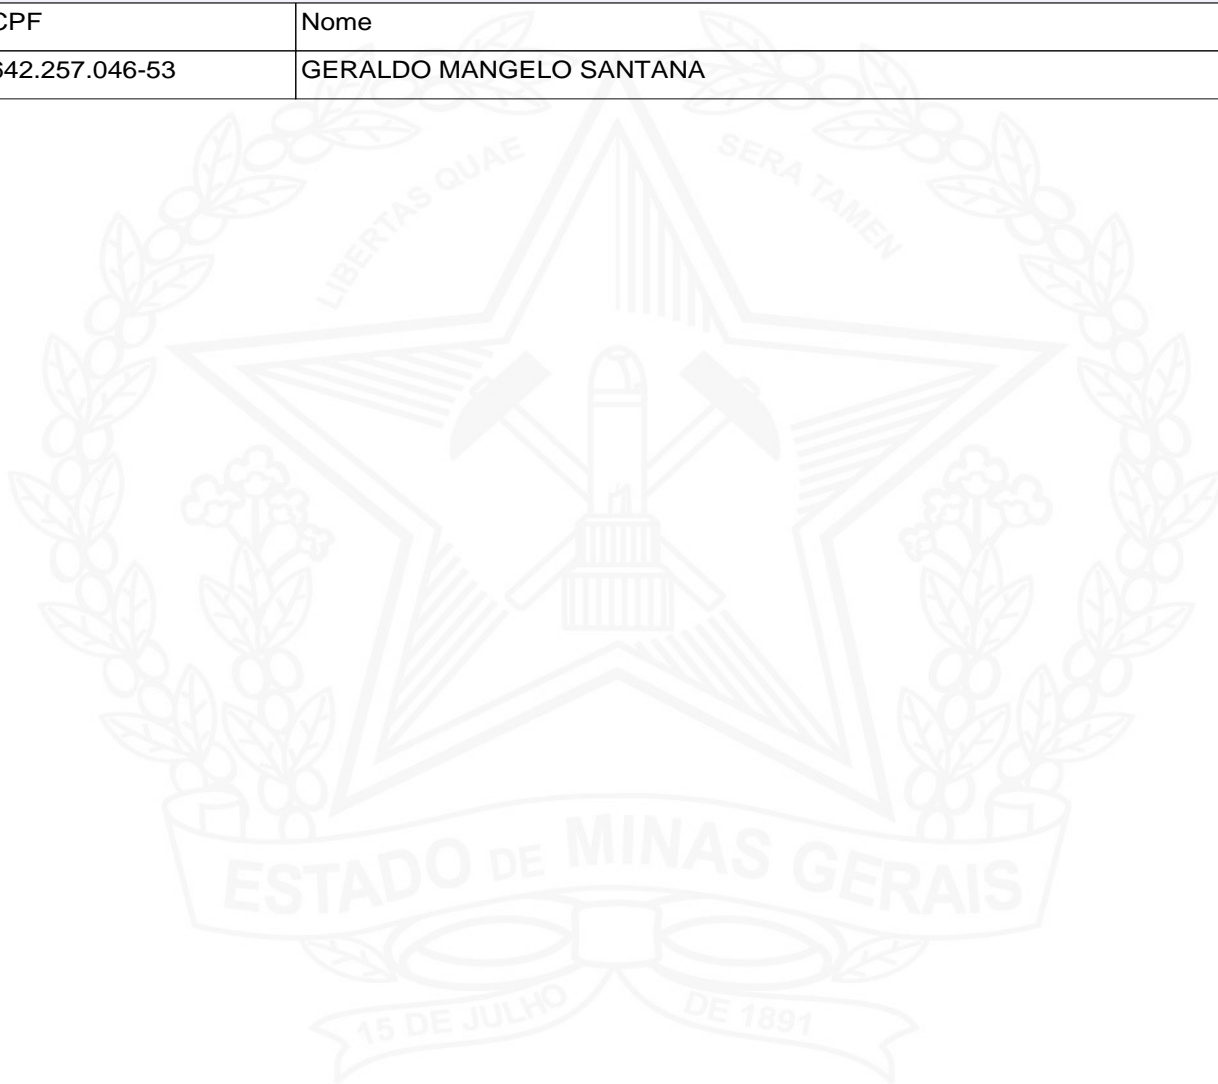 CPF Nome
642.257.046-53 GERALDO MANGELO SANTANA
LIBERTAS QUAE SERA TAMEN
ESTADO DE MINAS GERAIS
15 DE JULHO DE 1891